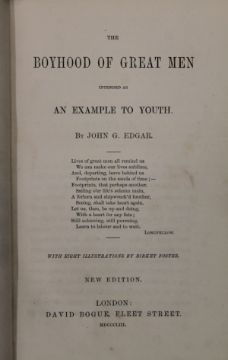 THE
BOYHOOD OF GREAT MEN
INTENDED AS
AN EXAMPLE TO YOUTH.
BY JOHN G. EDGAR.
Lives of great men all remind us
We can make our lives sublime,
And, departing, leave behind us
Footprints on the sands of time;—
Footprints, that perhaps another,
Sailing o'er life's solemn main,
A forlorn and shipwreck'd brother,
Seeing, shall take heart again.
Let us, then, be up and doing,
With a heart for any fate;
Still achieving, still pursuing,
Learn to labour and to wait.
LONGFELLOW.
WITH EIGHT ILLUSTRATIONS BY BIRKET FOSTER.
NEW EDITION.
LONDON:
DAVID BOGUE, FLEET STREET.
MDCCCLIII.